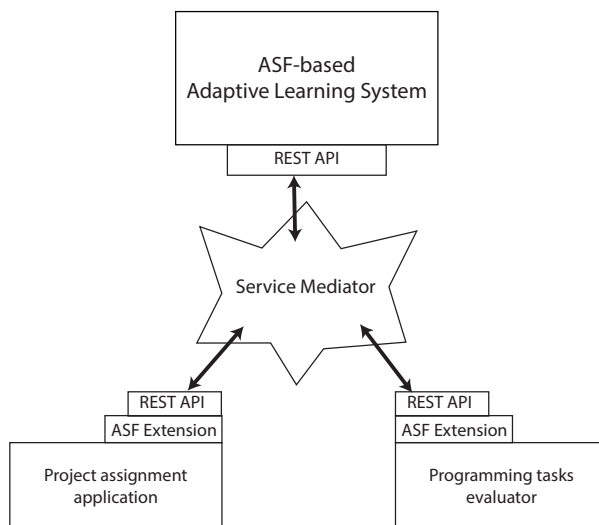 ASF-based
Adaptive Learning System
REST API
Service Mediator
REST API
ASF Extension
Project assignment
application
REST API
ASF Extension
Programming tasks
evaluator